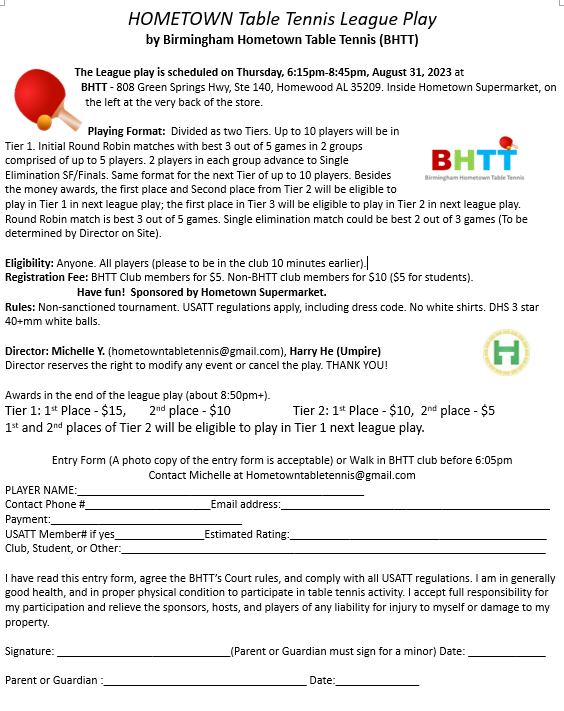 HOMETOWN Table Tennis League Play
by Birmingham Hometown Table Tennis (BHTT)
The League play is scheduled on Thursday, 6:15pm-8:45pm, August 31, 2023 at
BHTT - 808 Green Springs Hwy, Ste 140, Homewood AL 35209. Inside Hometown Supermarket, on
the left at the very back of the store.
Playing Format: Divided as two Tiers. Up to 10 players will be in
Tier 1. Initial Round Robin matches with best 3 out of 5 games in 2 groups
comprised of up to 5 players. 2 players in each group advance to Single
Elimination SF/Finals. Same format for the next Tier of up to 10 players. Besides
the money awards, the first place and Second place from Tier 2 will be eligible to
play in Tier 1 in next league play; the first place in Tier 3 will be eligible to play in Tier 2 in next league play.
Round Robin match is best 3 out of 5 games. Single elimination match could be best 2 out of 3 games (To be
determined by Director on Site).
BHTT
Birmingham Hometown Table Tennis
Eligibility: Anyone. All players (please to be in the club 10 minutes earlier).
Registration Fee: BHTT Club members for $5. Non-BHTT club members for $10 ($5 for students).
Have fun! Sponsored by Hometown Supermarket.
Rules: Non-sanctioned tournament. USATT regulations apply, including dress code. No white shirts. DHS 3 star
40+mm white balls.
H
Director: Michelle Y. (hometowntabletennis@gmail.com), Harry He (Umpire)
Director reserves the right to modify any event or cancel the play. THANK YOU!
Awards in the end of the league play (about 8:50pm+).
Tier 1: 1st Place - $15, 2nd place - $10 Tier 2: 1st Place - $10, 2nd place - $5
1st and 2nd places of Tier 2 will be eligible to play in Tier 1 next league play.
Entry Form (A photo copy of the entry form is acceptable) or Walk in BHTT club before 6:05pm
Contact Michelle at Hometowntabletennis@gmail.com
PLAYER NAME:
Contact Phone # Email address:
Payment:
USATT Member# if yes Estimated Rating:
Club, Student, or Other:
I have read this entry form, agree the BHTT's Court rules, and comply with all USATT regulations. I am in generally
good health, and in proper physical condition to participate in table tennis activity. I accept full responsibility for
my participation and relieve the sponsors, hosts, and players of any liability for injury to myself or damage to my
property.
Signature: (Parent or Guardian must sign for a minor) Date:
Parent or Guardian : Date: